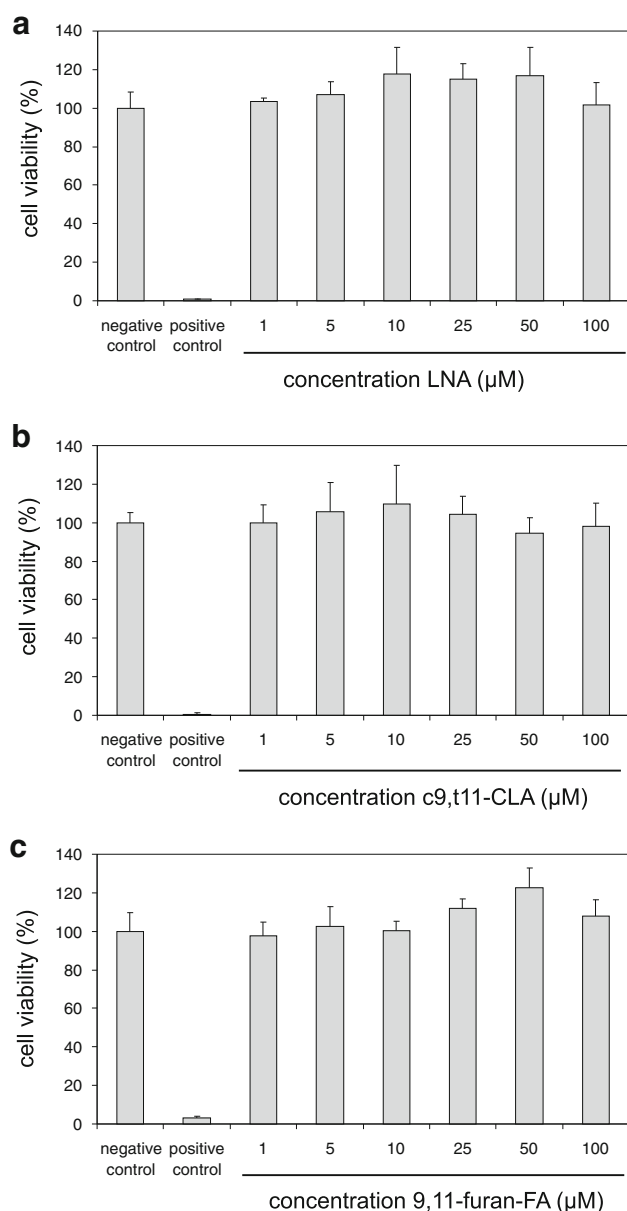 a
140
120
100
80
60
40
20
0
cell viability (%)
negative control positive control 1 5 10 25 50 100
concentration LNA (µM)
b
140
120
100
80
60
40
20
0
cell viability (%)
negative control positive control 1 5 10 25 50 100
concentration c9,t11-CLA (µM)
c
140
120
100
80
60
40
20
0
cell viability (%)
negative control positive control 1 5 10 25 50 100
concentration 9,11-furan-FA (µM)